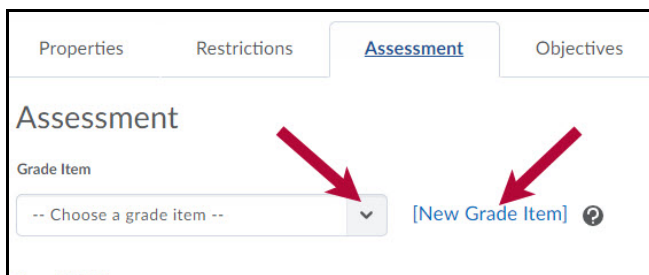 Properties Restrictions Assessment Objectives
Assessment
Grade Item
-- Choose a grade item -- [New Grade Item] ?